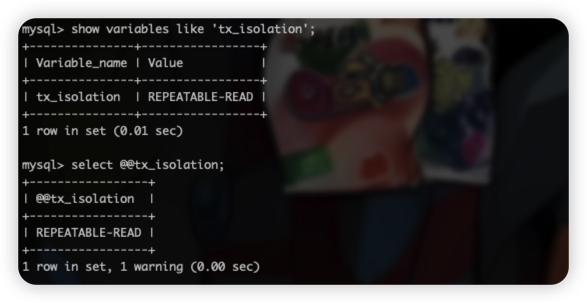 mysql> show variables like 'tx_isolation';
+---------------+-----------------+
| Variable_name | Value           |
+---------------+-----------------+
| tx_isolation  | REPEATABLE-READ |
+---------------+-----------------+
1 row in set (0.01 sec)
mysql> select @@tx_isolation;
+-----------------+
| @@tx_isolation  |
+-----------------+
| REPEATABLE-READ |
+-----------------+
1 row in set, 1 warning (0.00 sec)